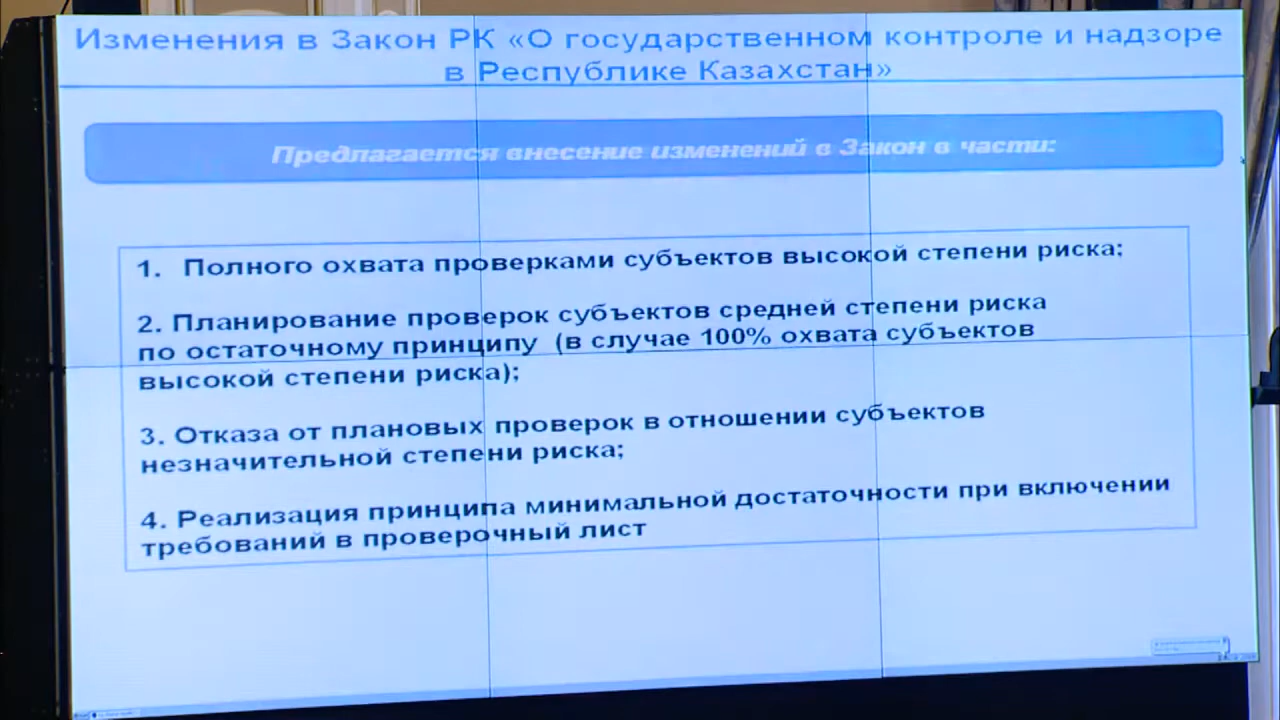 Изменения в Закон РК «О государственном контроле и надзоре
в Республике Казахстан»
Предлагается внесение изменений в Закон в части:
1. Полного охвата проверками субъектов высокой степени риска;
2. Планирование проверок субъектов средней степени риска
по остаточному принципу (в случае 100% охвата субъектов
высокой степени риска);
3. Отказа от плановых проверок в отношении субъектов
незначительной степени риска;
4. Реализация принципа минимальной достаточности при включении
требований в проверочный лист